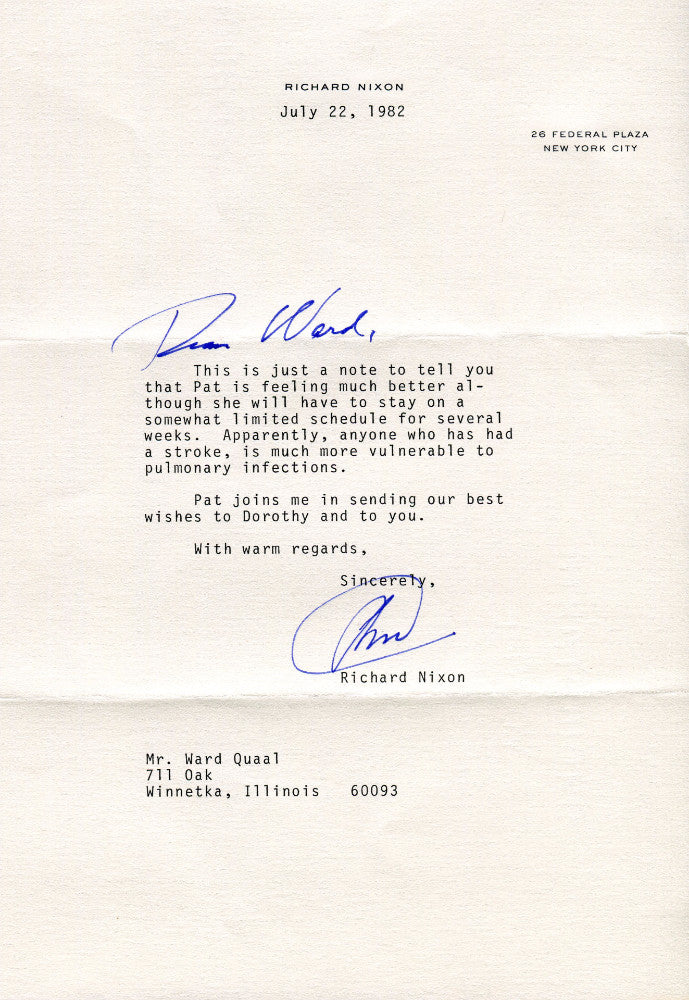 RICHARD NIXON
July 22, 1982
26 FEDERAL PLAZA
NEW YORK CITY
Dear Ward,
This is just a note to tell you
that Pat is feeling much better al-
though she will have to stay on a
somewhat limited schedule for several
weeks. Apparently, anyone who has had
a stroke, is much more vulnerable to
pulmonary infections.
Pat joins me in sending our best
wishes to Dorothy and to you.
With warm regards,
Sincerely,
Richard Nixon
Mr. Ward Quaal
711 Oak
Winnetka, Illinois 60093